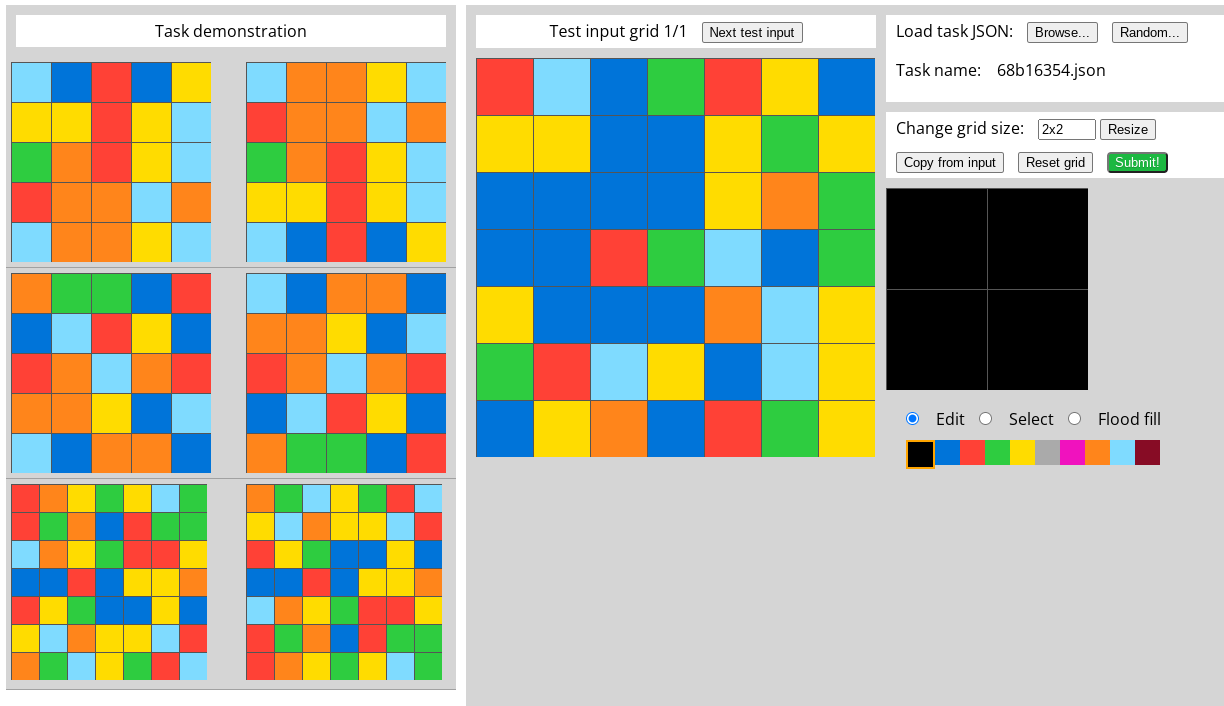 Task demonstration
Test input grid 1/1 Next test input
Load task JSON: Browse... Random...
Task name: 68b16354.json
Change grid size: 2x2 Resize
Copy from input Reset grid Submit!
Edit Select Flood fill